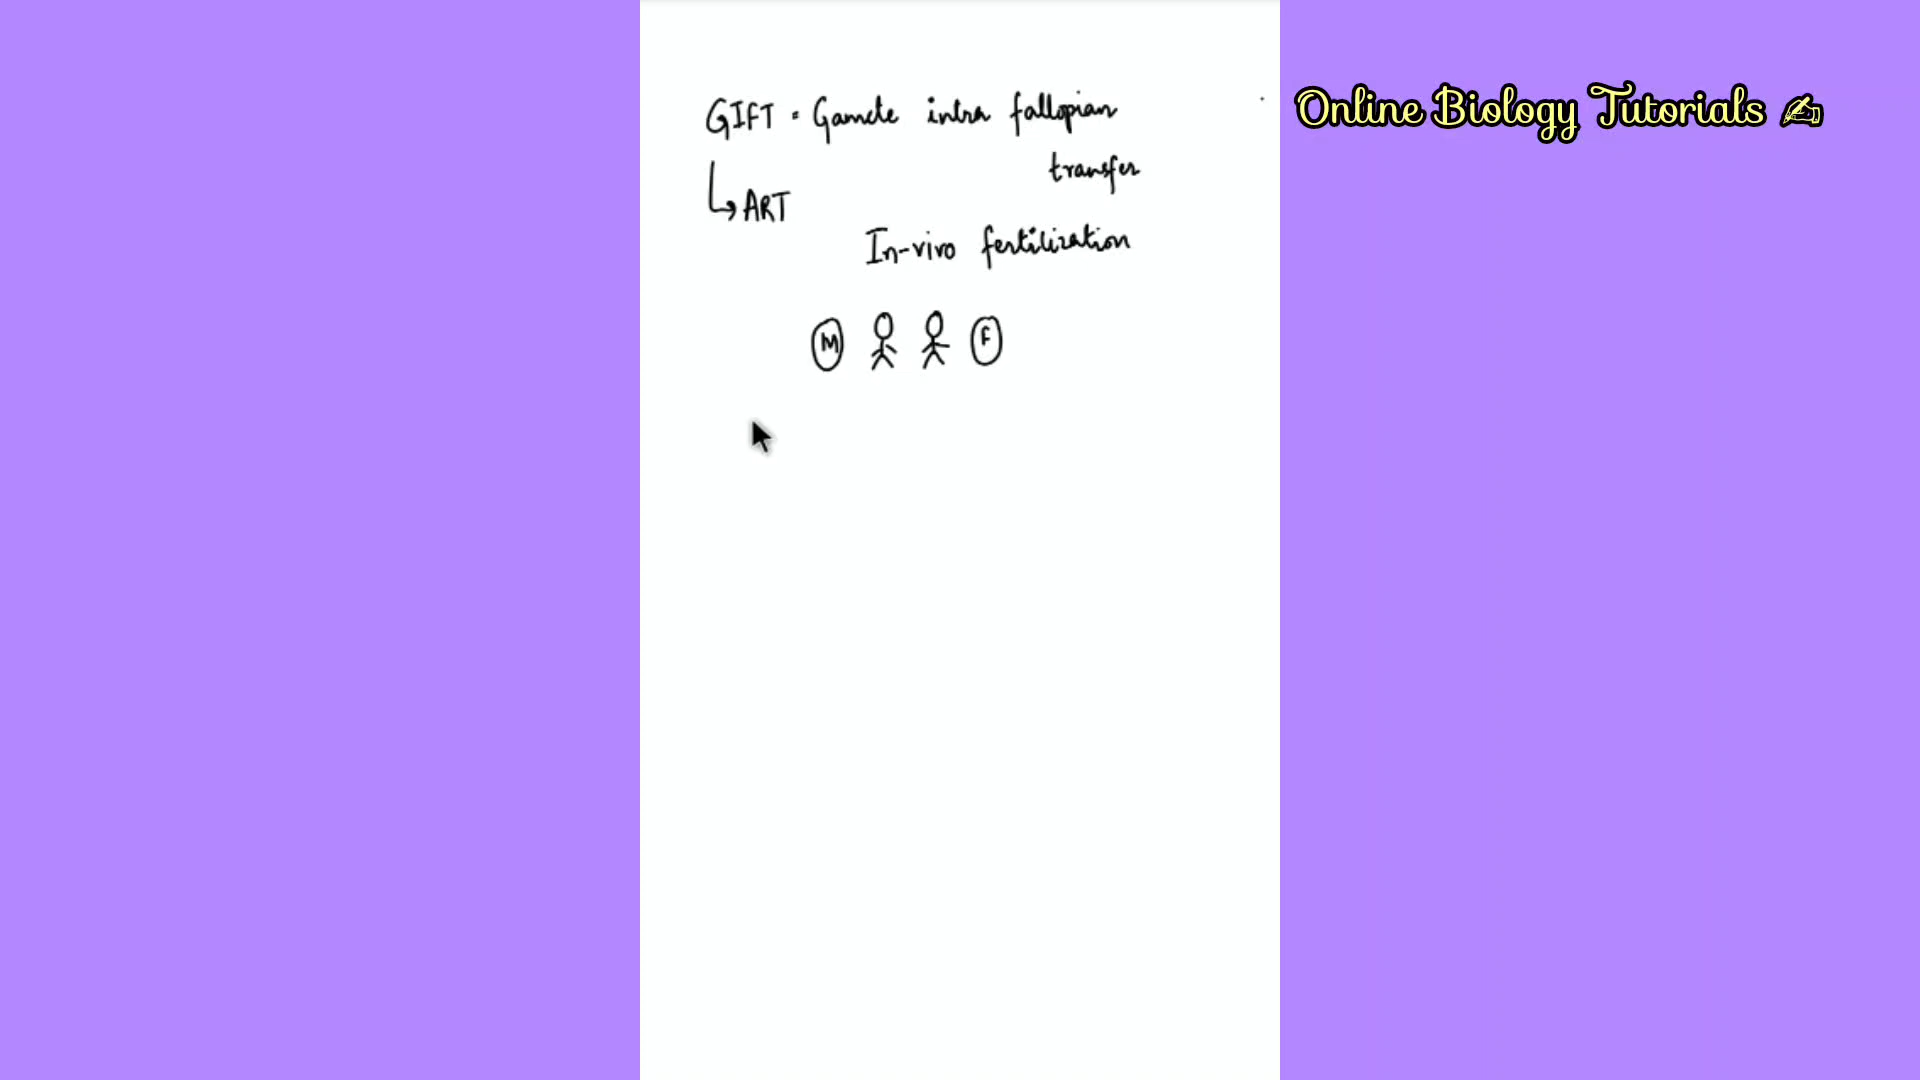 GIFT = Gamete intra fallopian
transfer
ART
In-vivo fertilization
M F
Online Biology Tutorials ✍